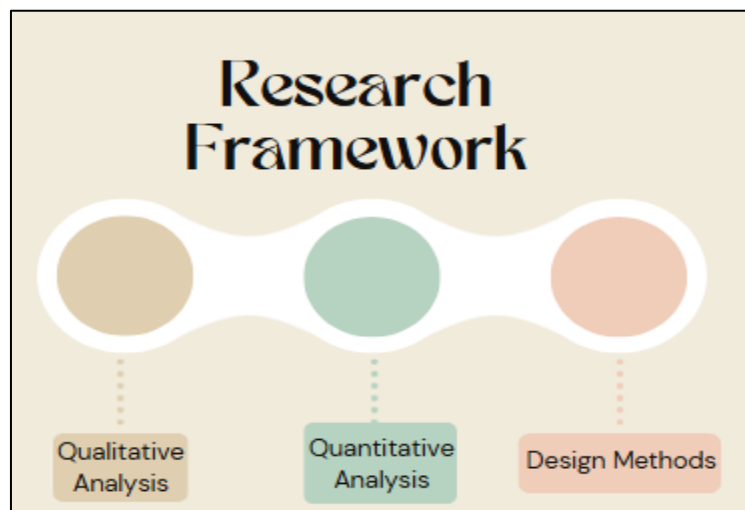 Research
Framework
Qualitative
Analysis
Quantitative
Analysis
Design Methods